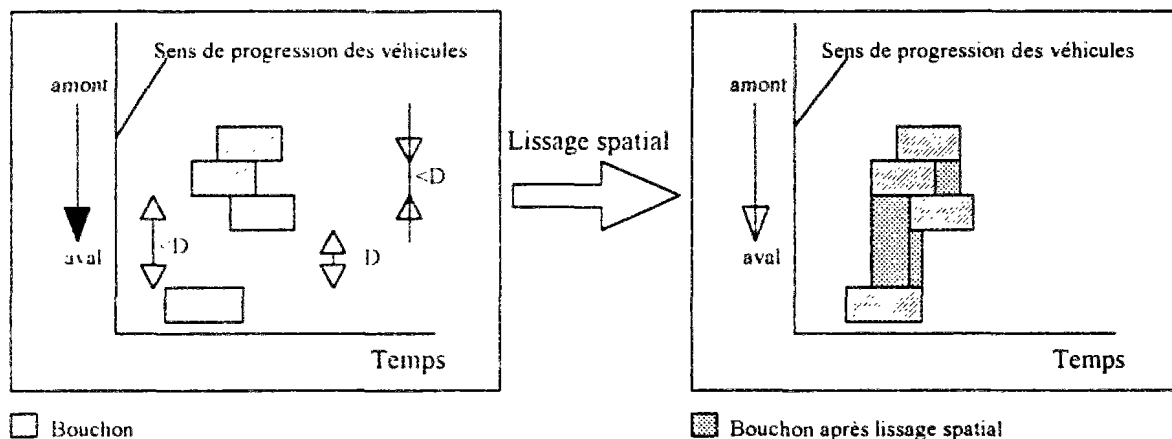 Sens de progression des véhicules
amont
<D
<D
D
aval
Temps
Bouchon
Lissage spatial
Sens de progression des véhicules
amont
aval
Temps
Bouchon après lissage spatial